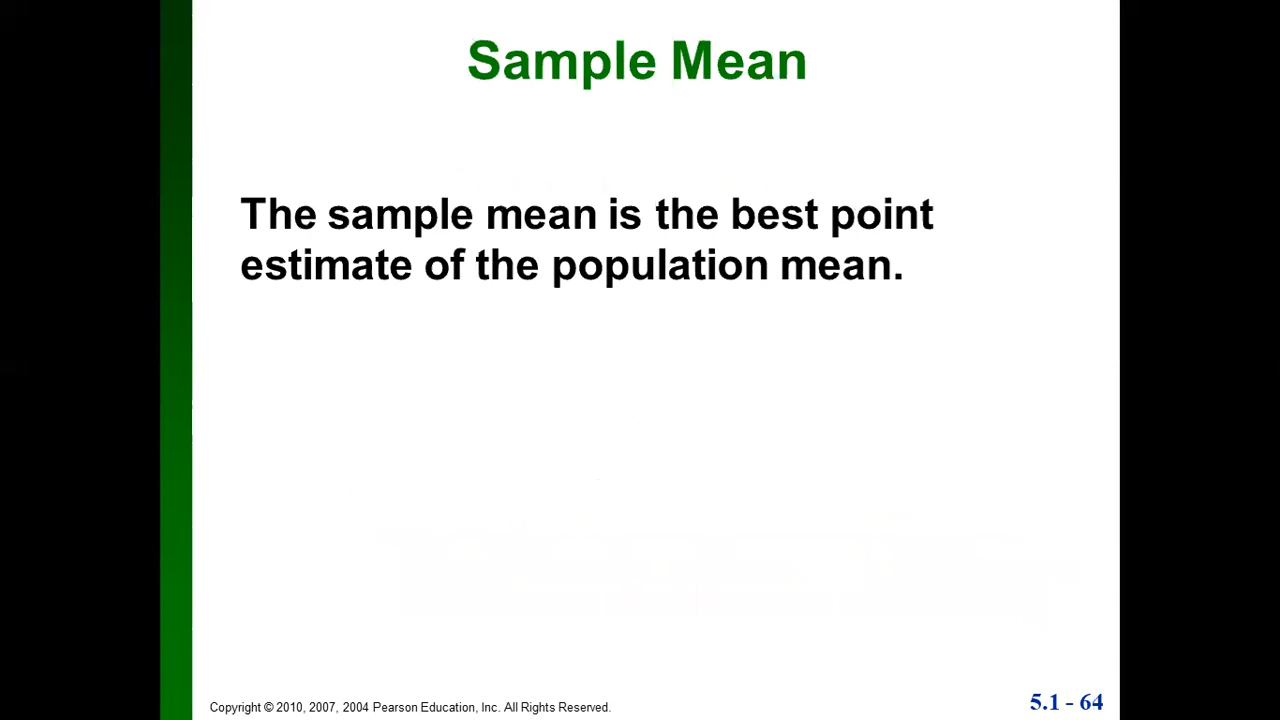 Sample Mean
The sample mean is the best point
estimate of the population mean.
Copyright © 2010, 2007, 2004 Pearson Education, Inc. All Rights Reserved.
5.1 - 64